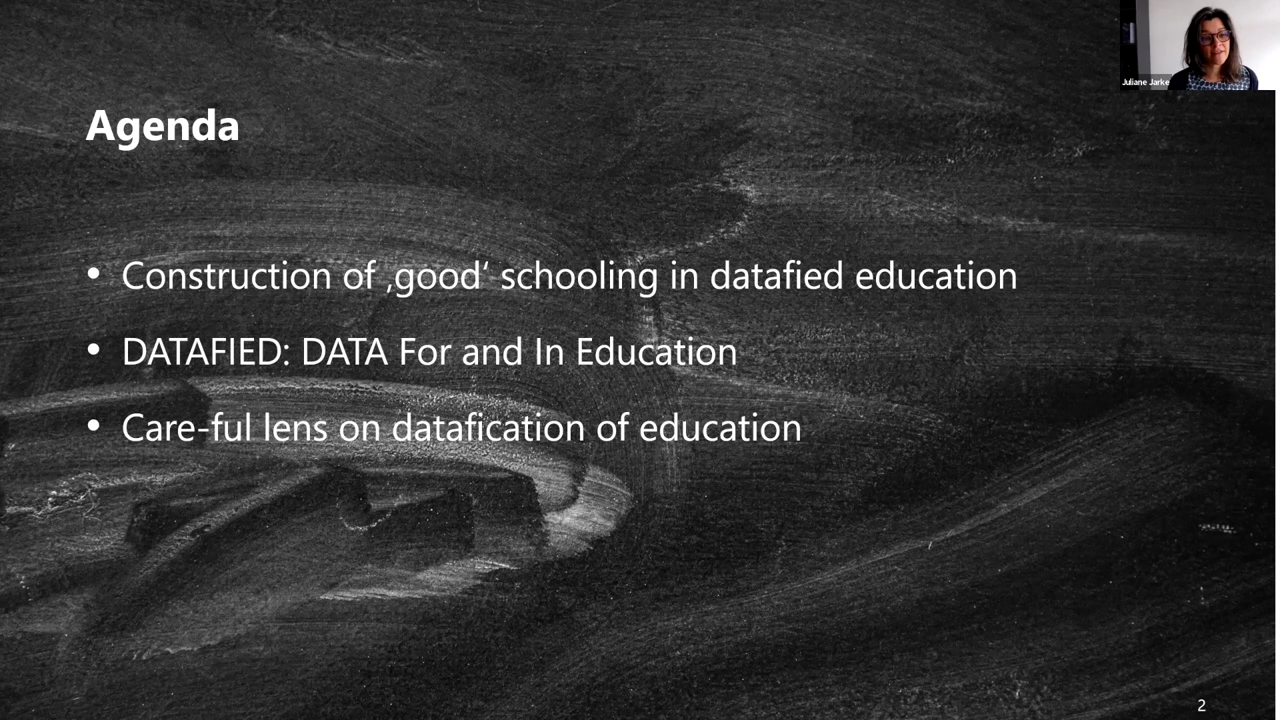 Juliane Jarke
Agenda
• Construction of ‚good‘ schooling in datafied education
• DATAFIED: DATA For and In Education
• Care-ful lens on datafication of education
2